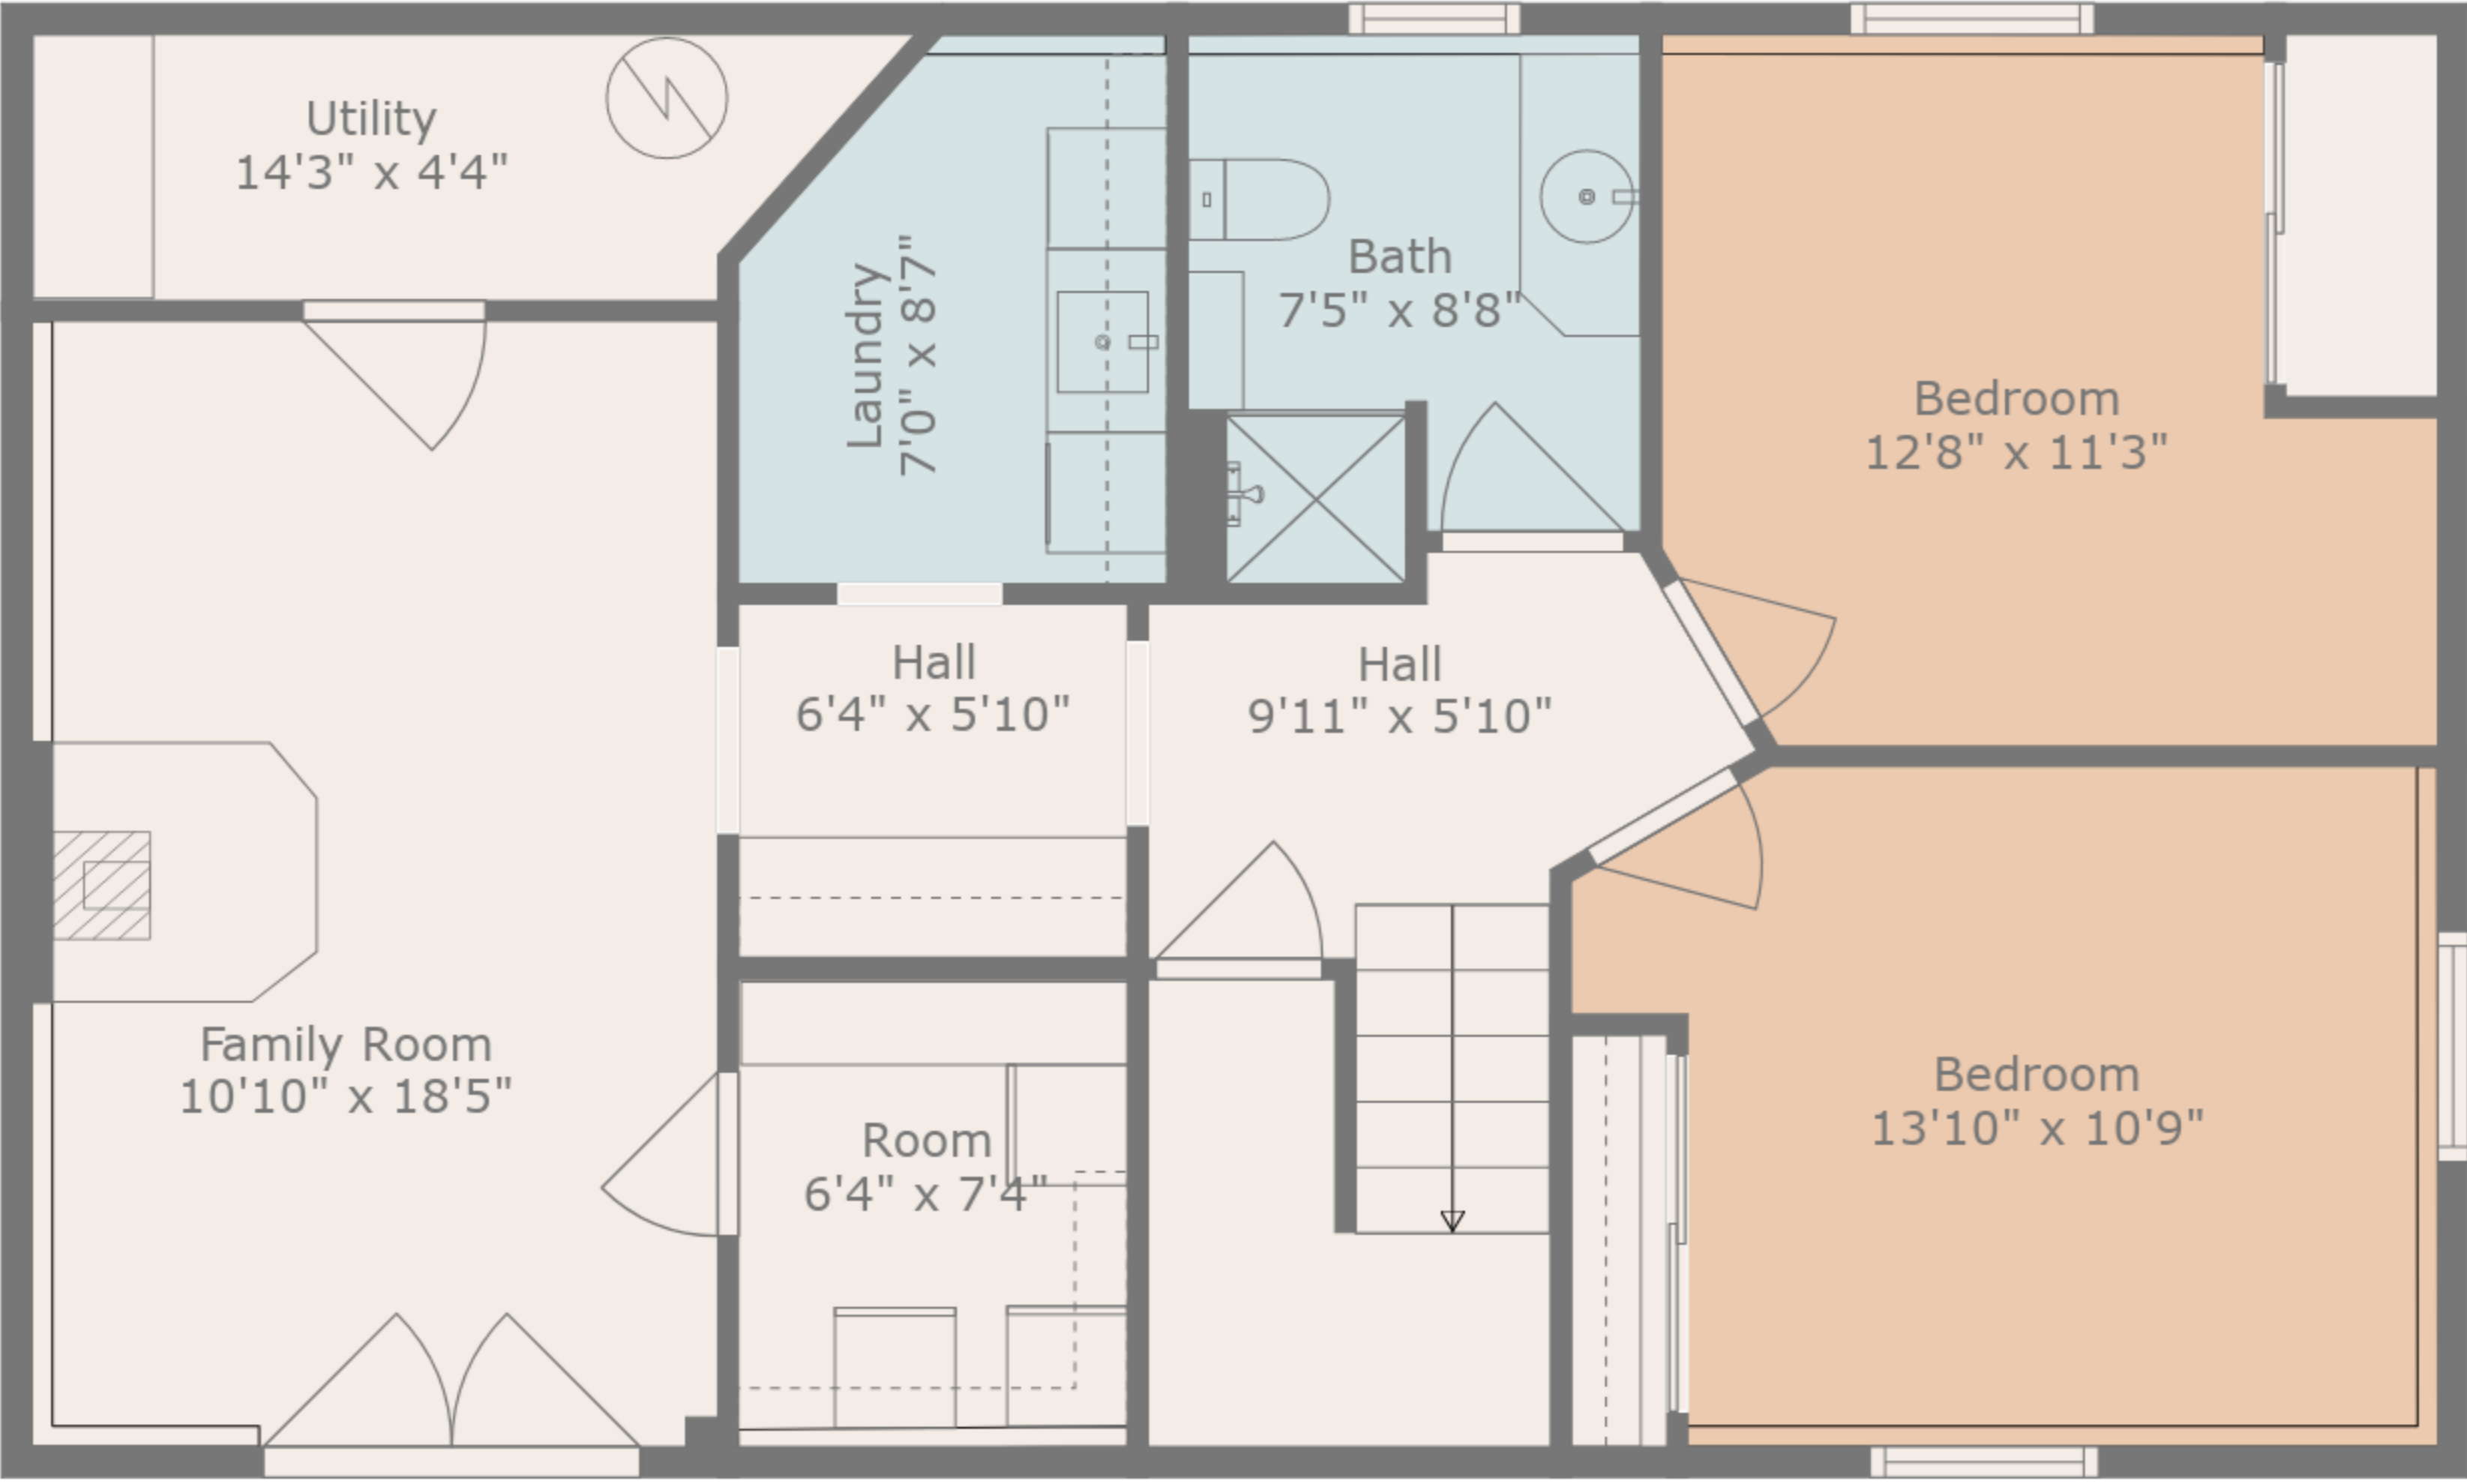 Utility
14'3" x 4'4"
Laundry
7'0" x 8'7"
Bath
7'5" x 8'8"
Bedroom
12'8" x 11'3"
Hall
6'4" x 5'10"
Hall
9'11" x 5'10"
Family Room
10'10" x 18'5"
Room
6'4" x 7'4"
Bedroom
13'10" x 10'9"